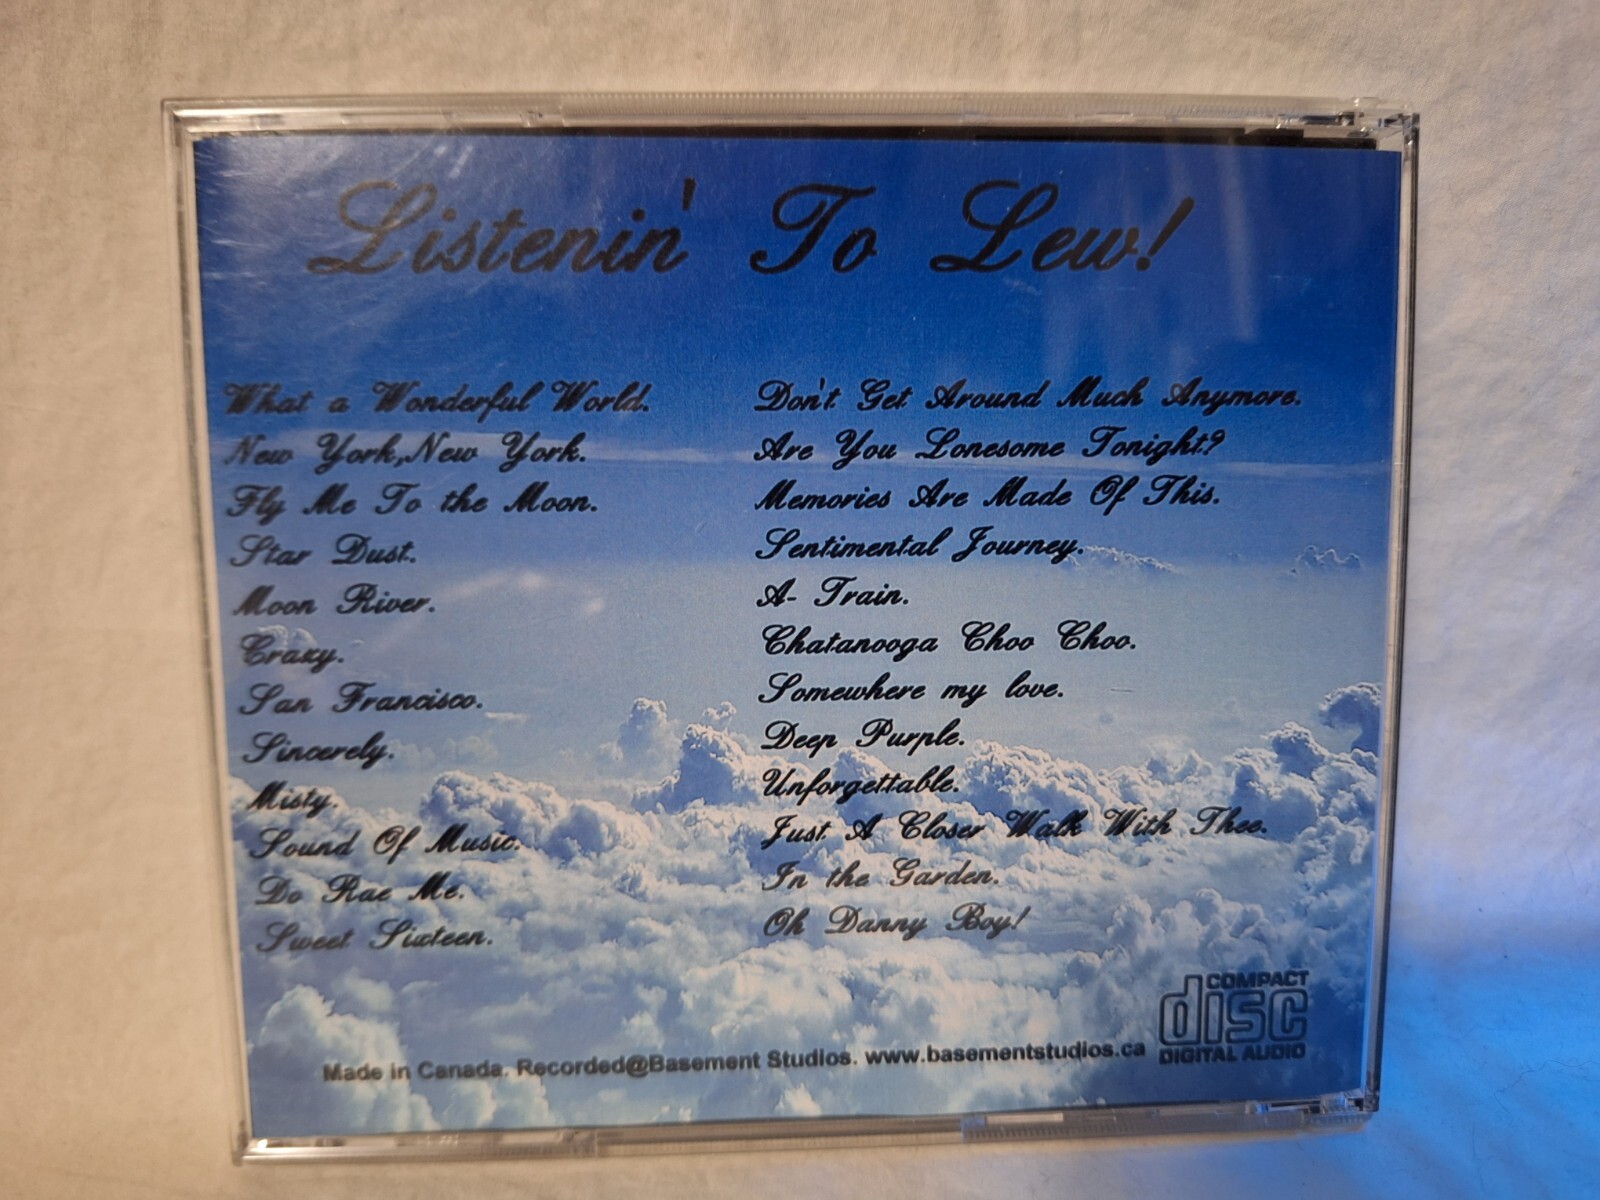 Listenin' To Lew!
What a Wonderful World.
New York,New York.
Fly Me To the Moon.
Star Dust.
Moon River.
Crazy.
San Francisco.
Sincerely.
Misty.
Sound Of Music.
Do Rae Me.
Sweet Sixteen.
Don't Get Around Much Anymore.
Are You Lonesome Tonight?
Memories Are Made Of This.
Sentimental Journey.
A- Train.
Chatanooga Choo Choo.
Somewhere my love.
Deep Purple.
Unforgettable.
Just A Closer Walk With Thee.
In the Garden.
Oh Danny Boy!
COMPACT
disc
DIGITAL AUDIO
Made in Canada. Recorded@Basement Studios. www.basementstudios.ca